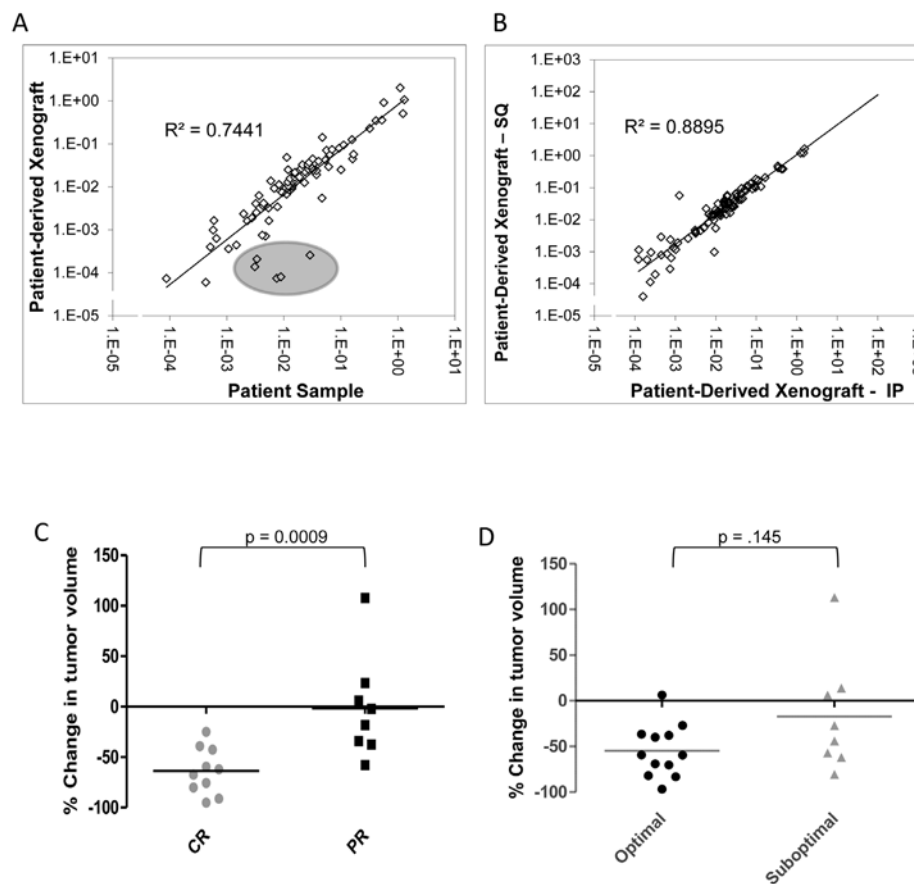 A
B
Patient-derived Xenograft
1.E+01
1.E+00
1.E-01
1.E-02
1.E-03
1.E-04
1.E-05
R² = 0.7441
1.E-05
1.E-04
1.E-03
1.E-02
1.E-01
1.E+00
1.E+01
Patient Sample
Patient-Derived Xenograft – SQ
1.E+03
1.E+02
1.E+01
1.E+00
1.E-01
1.E-02
1.E-03
1.E-04
1.E-05
R² = 0.8895
1.E-05
1.E-04
1.E-03
1.E-02
1.E-01
1.E+00
1.E+01
1.E+02
Patient-Derived Xenograft - IP
C
p = 0.0009
% Change in tumor volume
150
100
50
0
-50
-100
CR
PR
D
p = .145
% Change in tumor volume
150
100
50
0
-50
-100
Optimal
Suboptimal